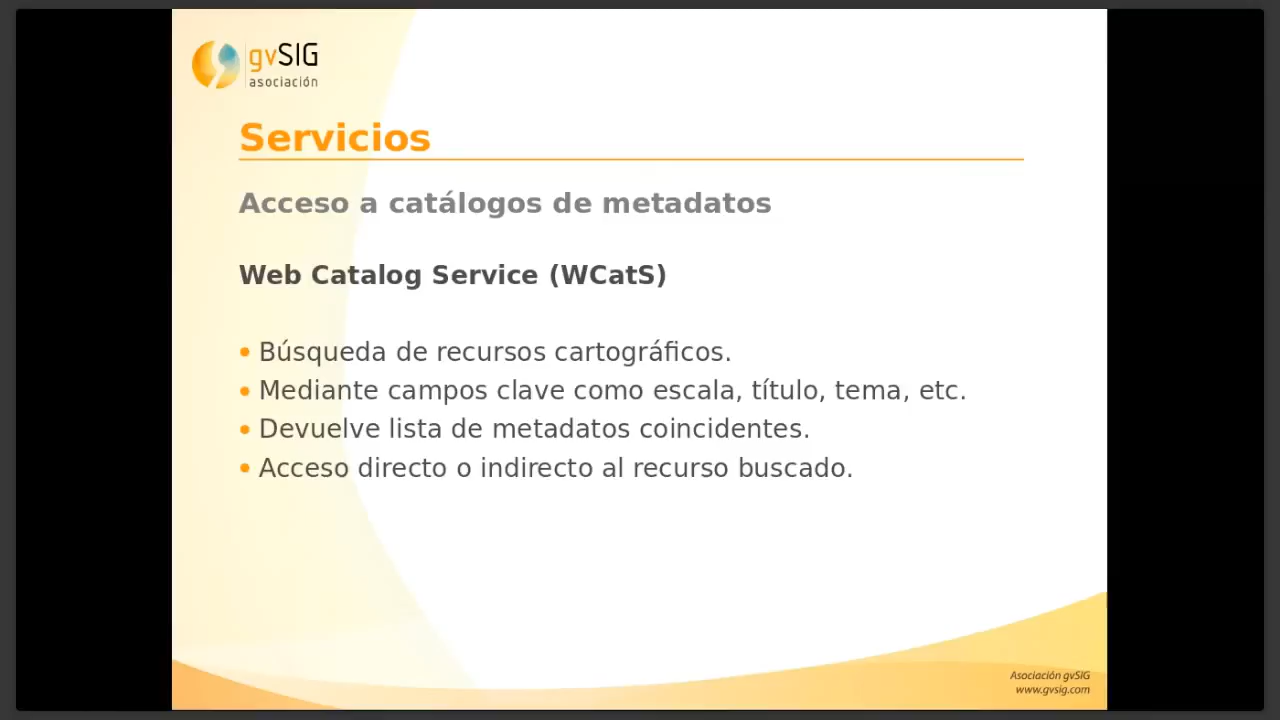 gvSIG
asociación
Servicios
Acceso a catálogos de metadatos
Web Catalog Service (WCatS)
• Búsqueda de recursos cartográficos.
• Mediante campos clave como escala, título, tema, etc.
• Devuelve lista de metadatos coincidentes.
• Acceso directo o indirecto al recurso buscado.
Asociación gvSIG
www.gvsig.com